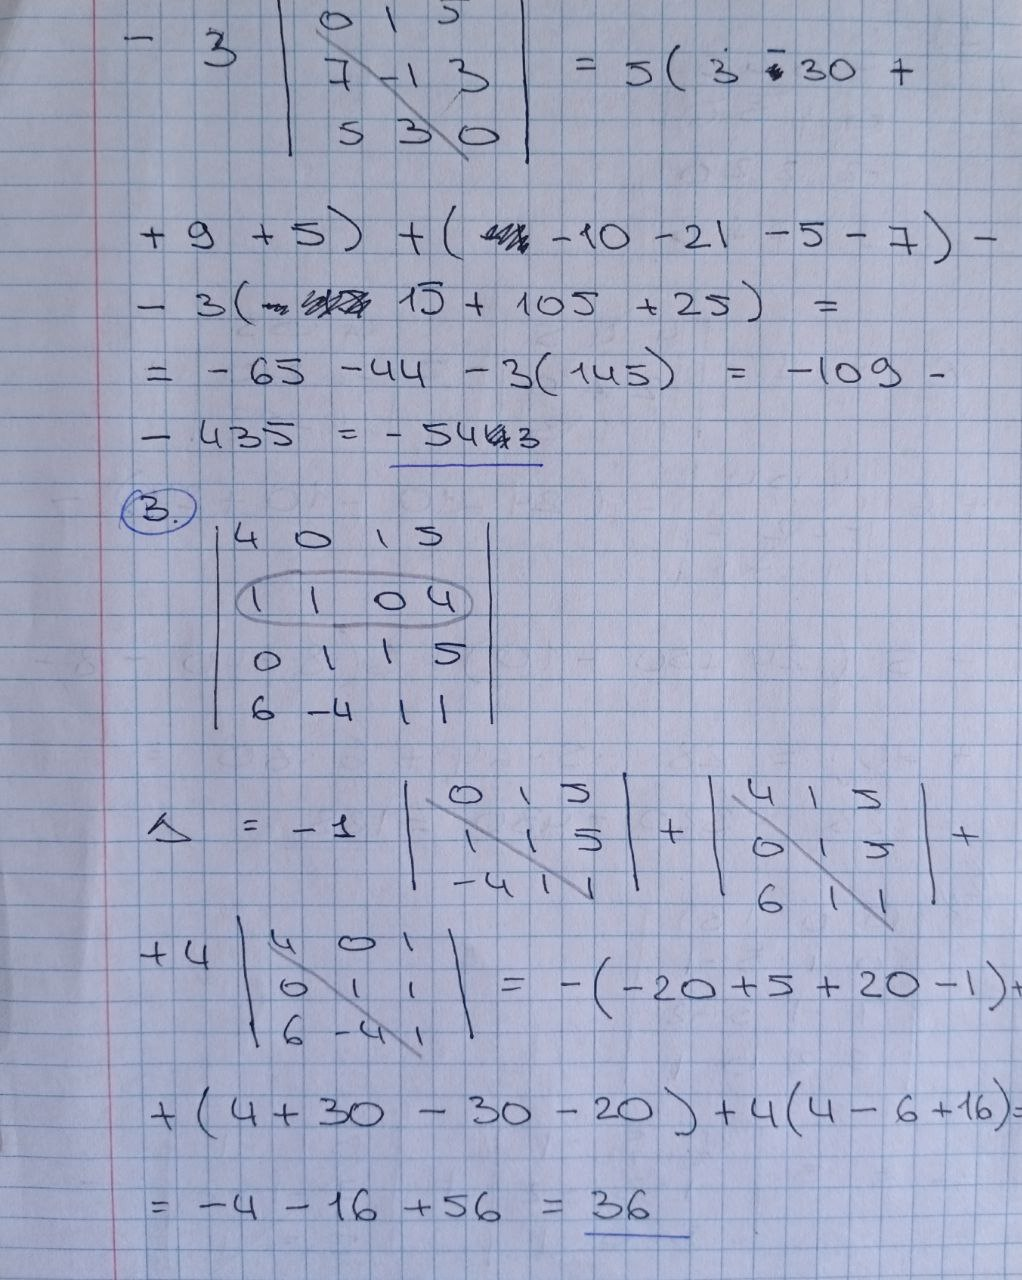 0 1 5
- 3 | 7 -1 3 | = 5( 3 - 30 +
5 3 0
+ 9 + 5) + ( -10 -21 -5 - 7) -
- 3( 15 + 105 + 25) =
= - 65 -44 - 3(145) = -109 -
- 435 = - 5443
3.
| 4 0 1 5 |
| 1 1 0 4 |
| 0 1 1 5 |
| 6 -4 1 1 |
Δ = -1 | 0 1 5 | + | 4 1 5 | +
| 1 1 5 | | 0 1 5 |
| -4 1 1 | | 6 1 1 |
+4 | 4 0 1 |
| 0 1 1 | = -(-20+5+20-1)+
| 6 -4 1 |
+(4+30 - 30 - 20) +4(4 - 6 +16)=
= -4 -16 +56 = 36